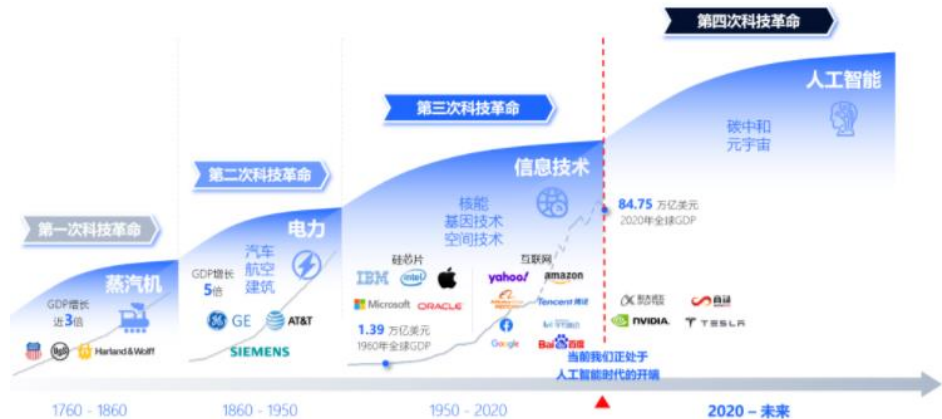 第一次科技革命
蒸汽机
GDP增长
近3倍
Harland & Wolff
1760 - 1860
第二次科技革命
电力
GDP增长
5倍
汽车
航空
建筑
GE
AT&T
SIEMENS
1860 - 1950
第三次科技革命
信息技术
核能
基因技术
空间技术
硅芯片
互联网
IBM
intel
yahoo!
amazon
Microsoft
ORACLE
Tencent 腾讯
Google
Bai百度
1.39 万亿美元
1960年全球GDP
1950 - 2020
当前我们正处于
人工智能时代的开端
第四次科技革命
人工智能
碳中和
元宇宙
84.75 万亿美元
2020年全球GDP
NVIDIA.
TESLA
2020 – 未来